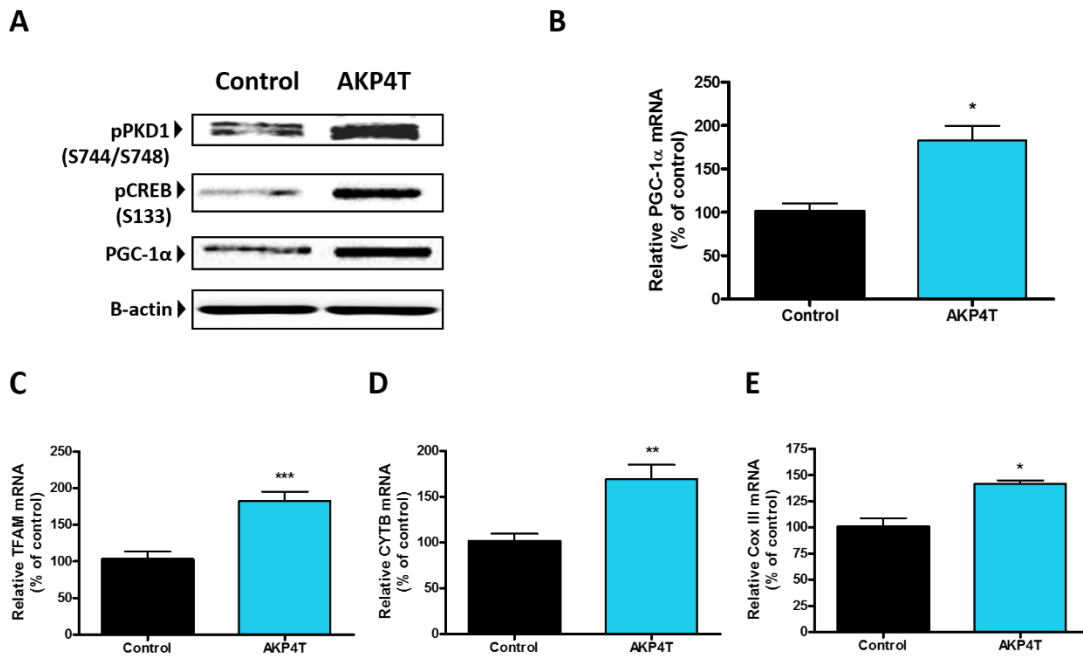 A
Control AKP4T
pPKD1
(S744/S748)
pCREB
(S133)
PGC-1α
B-actin
B
Relative PGC-1α mRNA
(% of control)
250
200
150
100
50
0
*
Control AKP4T
C
Relative TFAM mRNA
(% of control)
250
200
150
100
50
0
***
Control AKP4T
D
Relative CYTB mRNA
(% of control)
200
150
100
50
0
**
Control AKP4T
E
Relative Cox III mRNA
(% of control)
175
150
125
100
75
50
25
0
*
Control AKP4T